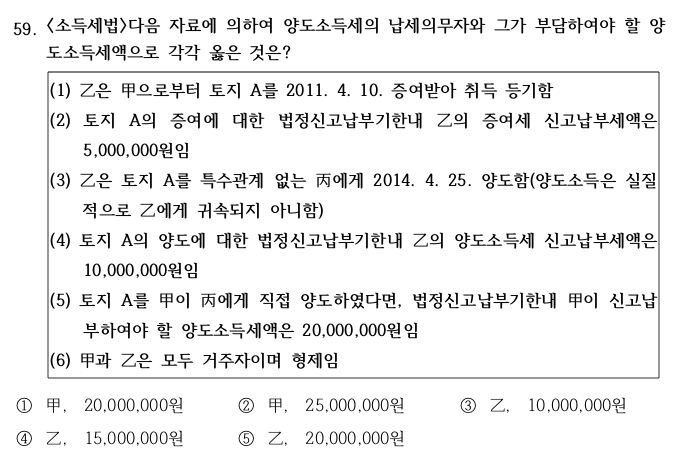 59. <소득세법>다음 자료에 의하여 양도소득세의 납세의무자와 그가 부담하여야 할 양
도소득세액으로 각각 옳은 것은?
(1) 乙은 甲으로부터 토지 A를 2011. 4. 10. 증여받아 취득 등기함
(2) 토지 A의 증여에 대한 법정신고납부기한내 乙의 증여세 신고납부세액은
5,000,000원임
(3) 乙은 토지 A를 특수관계 없는 丙에게 2014. 4. 25. 양도함(양도소득은 실질
적으로 乙에게 귀속되지 아니함)
(4) 토지 A의 양도에 대한 법정신고납부기한내 乙의 양도소득세 신고납부세액은
10,000,000원임
(5) 토지 A를 甲이 丙에게 직접 양도하였다면, 법정신고납부기한내 甲이 신고납
부하여야 할 양도소득세액은 20,000,000원임
(6) 甲과 乙은 모두 거주자이며 형제임
① 甲, 20,000,000원 ② 甲, 25,000,000원 ③ 乙, 10,000,000원
④ 乙, 15,000,000원 ⑤ 乙, 20,000,000원